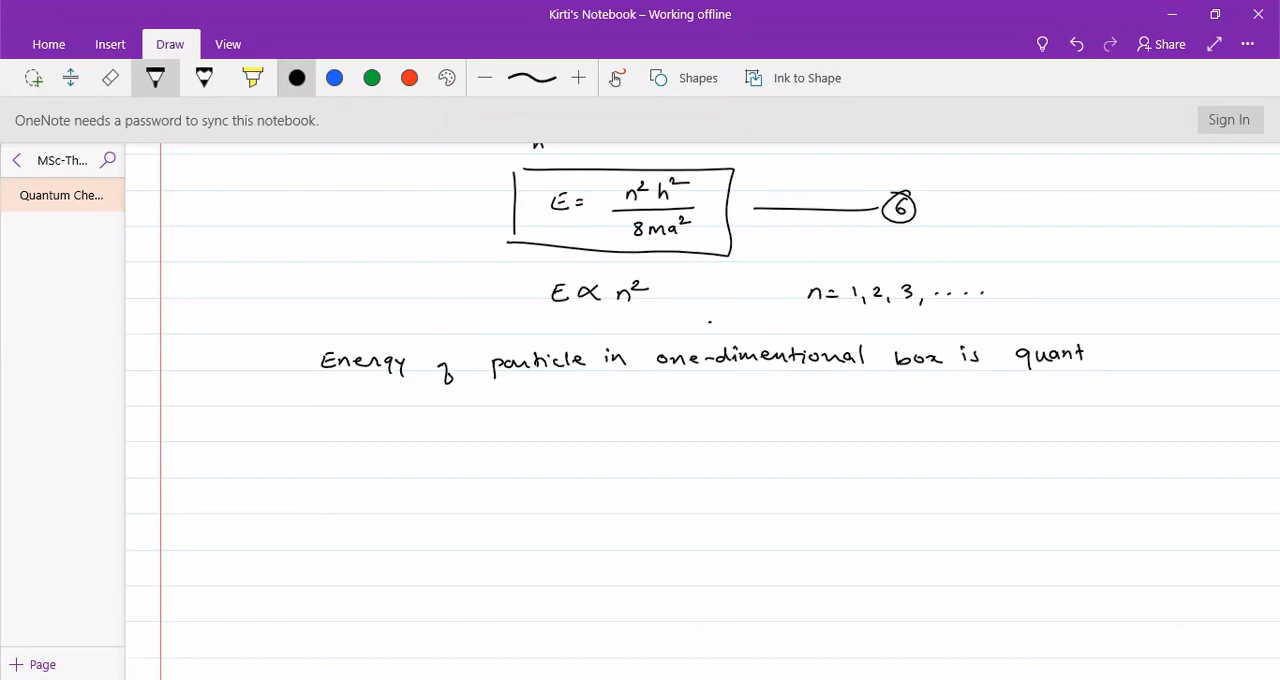 Kirti's Notebook – Working offline
Home Insert Draw View Share
Shapes Ink to Shape
OneNote needs a password to sync this notebook. Sign In
MSc-Th...
Quantum Che...
E = n² h² / 8ma² 6
E ∝ n² n = 1, 2, 3, ....
Energy of particle in one-dimentional box is quant
Page